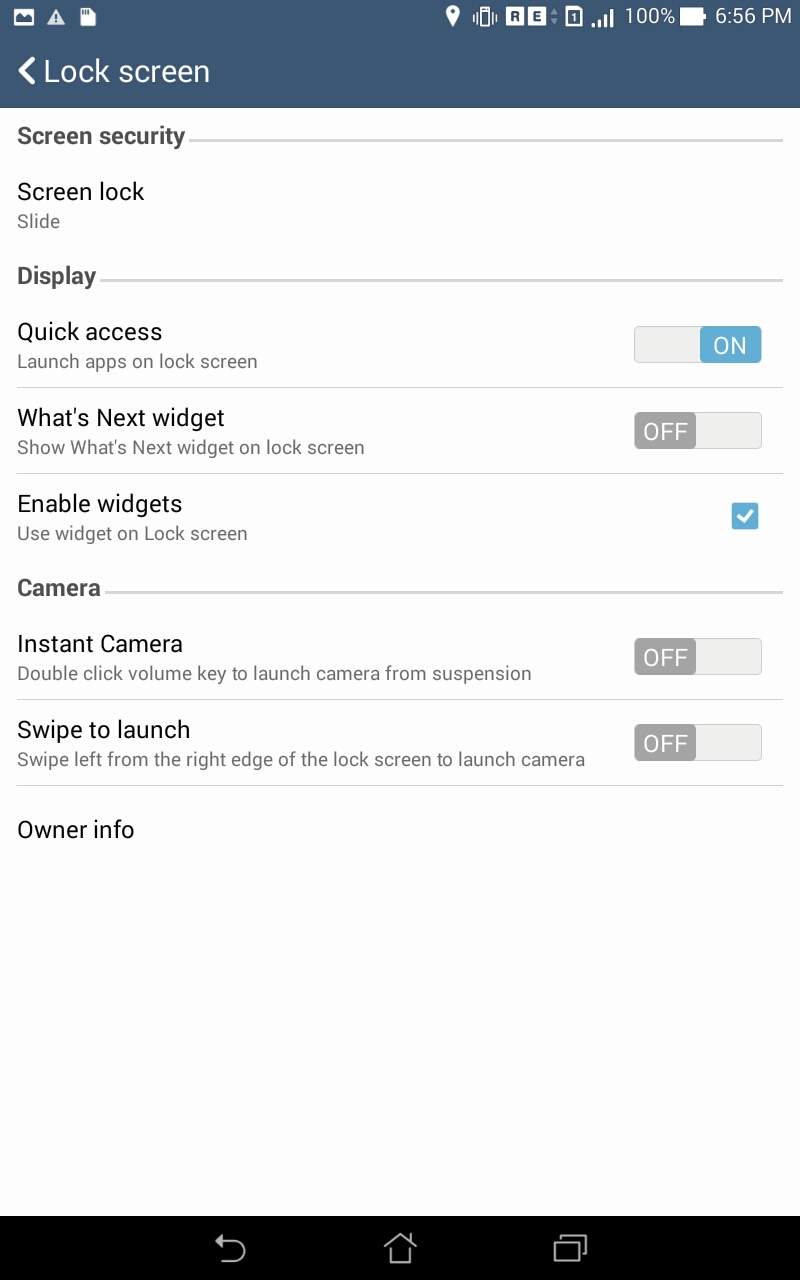 R E 1 100% 6:56 PM
Lock screen
Screen security
Screen lock
Slide
Display
Quick access
Launch apps on lock screen
ON
What's Next widget
Show What's Next widget on lock screen
OFF
Enable widgets
Use widget on Lock screen
Camera
Instant Camera
Double click volume key to launch camera from suspension
OFF
Swipe to launch
Swipe left from the right edge of the lock screen to launch camera
OFF
Owner info